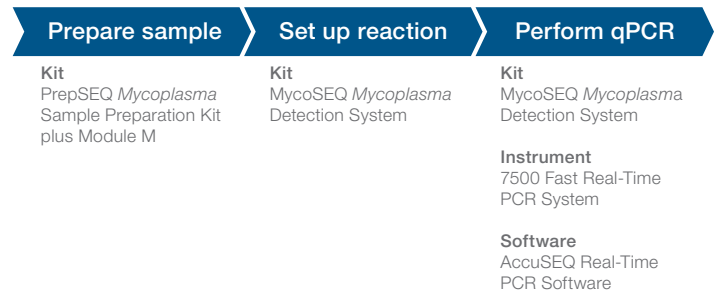 Prepare sample
Set up reaction
Perform qPCR
Kit
PrepSEQ Mycoplasma
Sample Preparation Kit
plus Module M
Kit
MycoSEQ Mycoplasma
Detection System
Kit
MycoSEQ Mycoplasma
Detection System
Instrument
7500 Fast Real-Time
PCR System
Software
AccuSEQ Real-Time
PCR Software